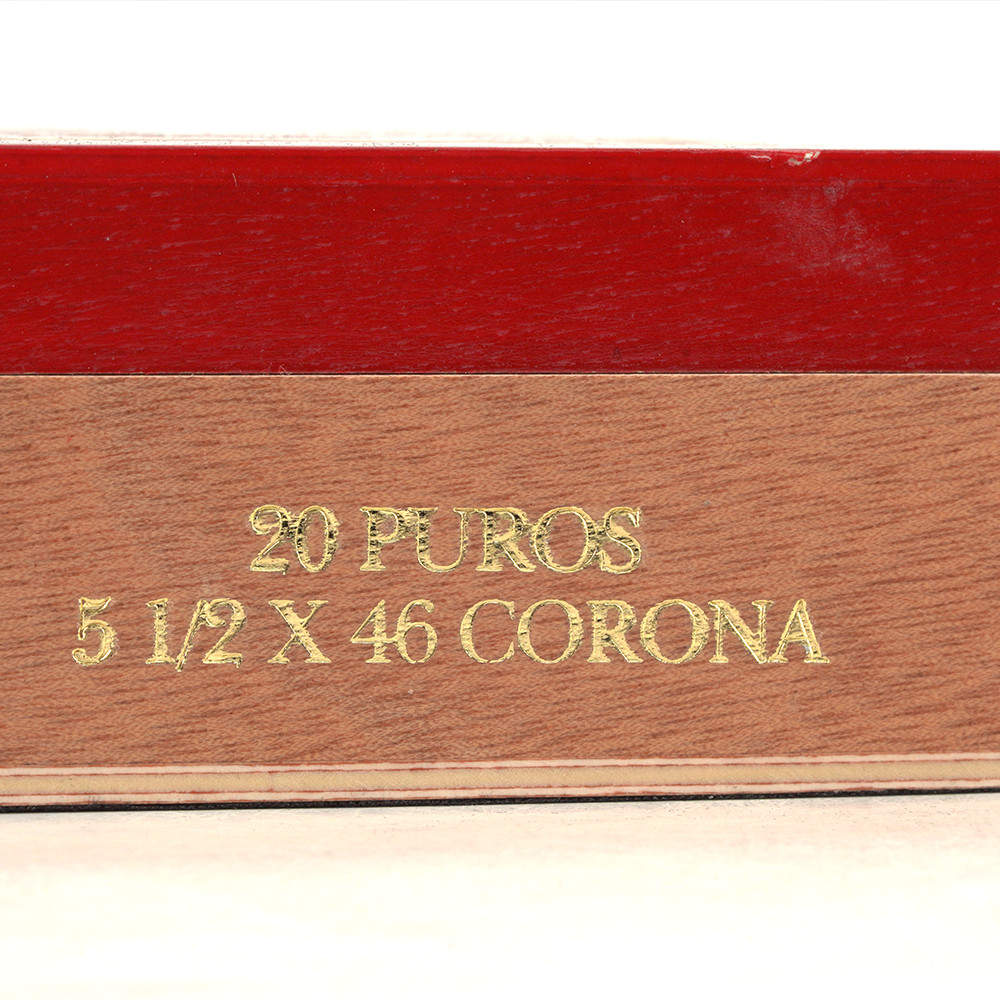 20 PUROS
5 1/2 X 46 CORONA